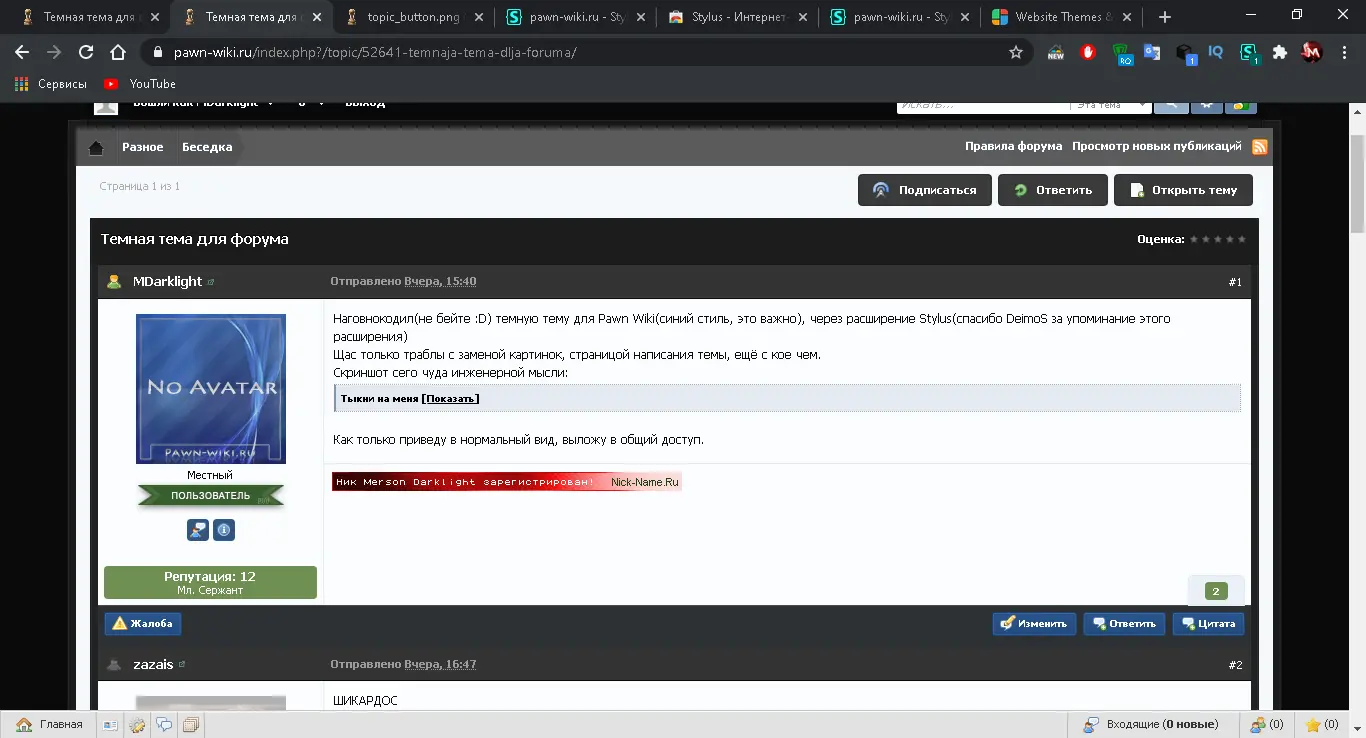 Темная тема для
Темная тема для
topic_button.png
pawn-wiki.ru - Sty
Stylus - Интернет-
pawn-wiki.ru - Sty
Website Themes &
pawn-wiki.ru/index.php?/topic/52641-temnaja-tema-dlja-foruma/
NEW
RO
1
IQ
1
Сервисы
YouTube
Вошли как MDarklight
0
Выход
Искать...
Эта тема
Разное
Беседка
Правила форума
Просмотр новых публикаций
Страница 1 из 1
Подписаться
Ответить
Открыть тему
Темная тема для форума
Оценка:
MDarklight
Отправлено Вчера, 15:40
#1
No Avatar
Pawn-Wiki.ru
Местный
ПОЛЬЗОВАТЕЛЬ
Репутация: 12
Мл. Сержант
Наговнокодил(не бейте :D) темную тему для Pawn Wiki(синий стиль, это важно), через расширение Stylus(спасибо DeimoS за упоминание этого
расширения)
Щас только траблы с заменой картинок, страницой написания темы, ещё с кое чем.
Скриншот сего чуда инженерной мысли:
Тыкни на меня [Показать]
Как только приведу в нормальный вид, выложу в общий доступ.
Ник Merson Darklight зарегистрирован! Nick-Name.Ru
2
Жалоба
Изменить
Ответить
Цитата
zazais
Отправлено Вчера, 16:47
#2
ШИКАРДОС
Главная
Входящие (0 новые)
(0)
(0)